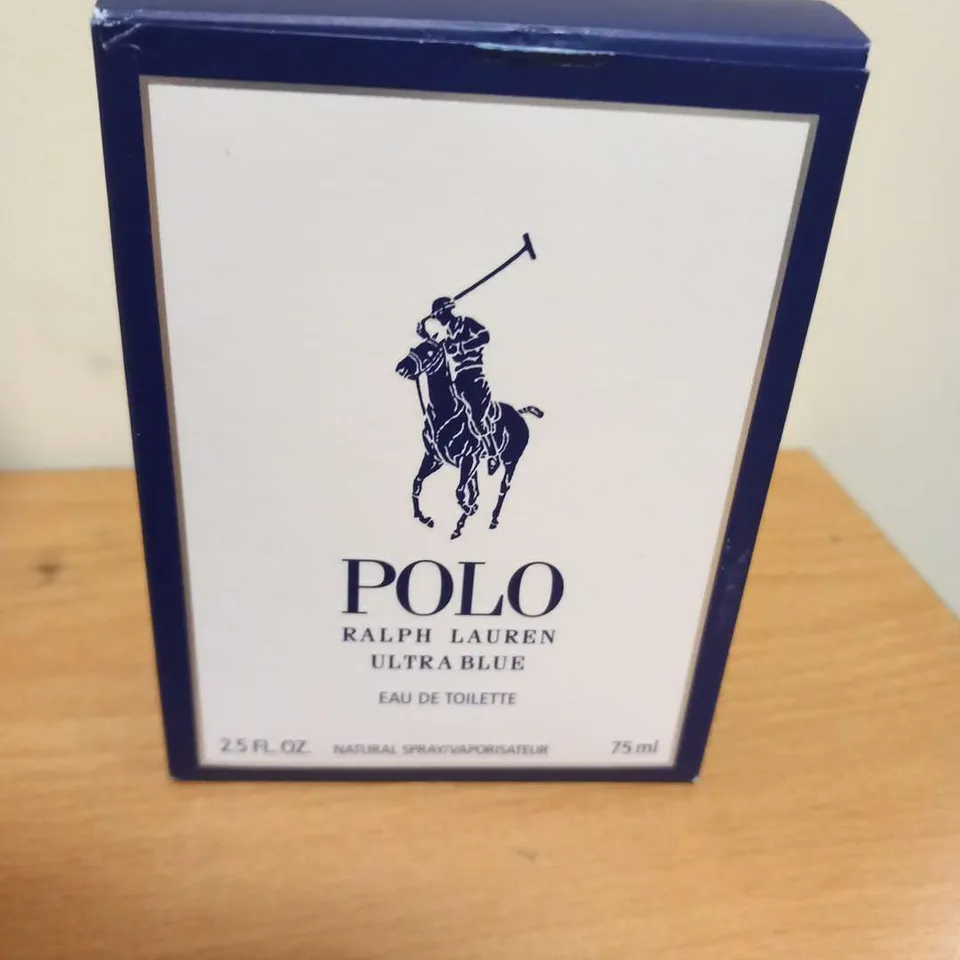 POLO
RALPH LAUREN
ULTRA BLUE
EAU DE TOILETTE
2.5 FL. OZ. NATURAL SPRAY/VAPORISATEUR 75 ml